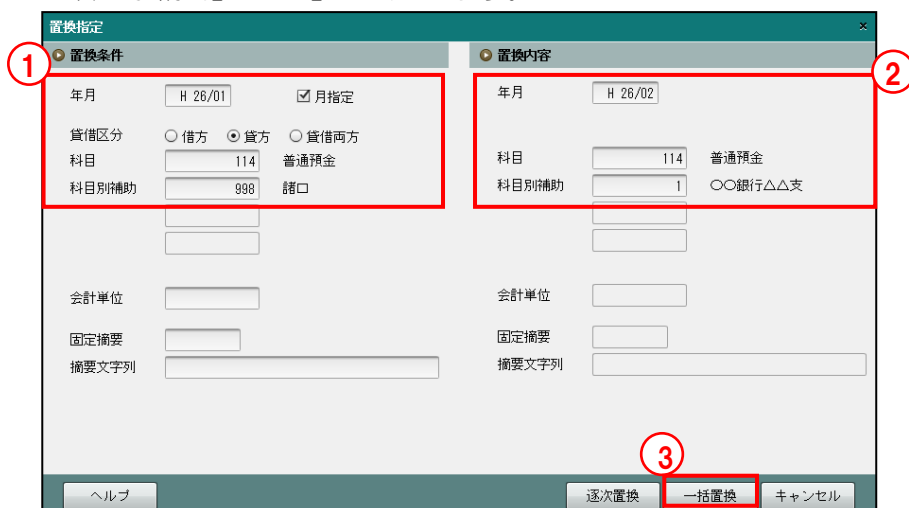 置換指定 ×
① 置換条件
年月 H 26/01 ☑ 月指定
貸借区分 ○ 借方 ◉ 貸方 ○ 貸借両方
科目 114 普通預金
科目別補助 998 諸口
会計単位
固定摘要
摘要文字列
置換内容 ②
年月 H 26/02
科目 114 普通預金
科目別補助 1 〇〇銀行△△支
会計単位
固定摘要
摘要文字列
③
ヘルプ 逐次置換 一括置換 キャンセル